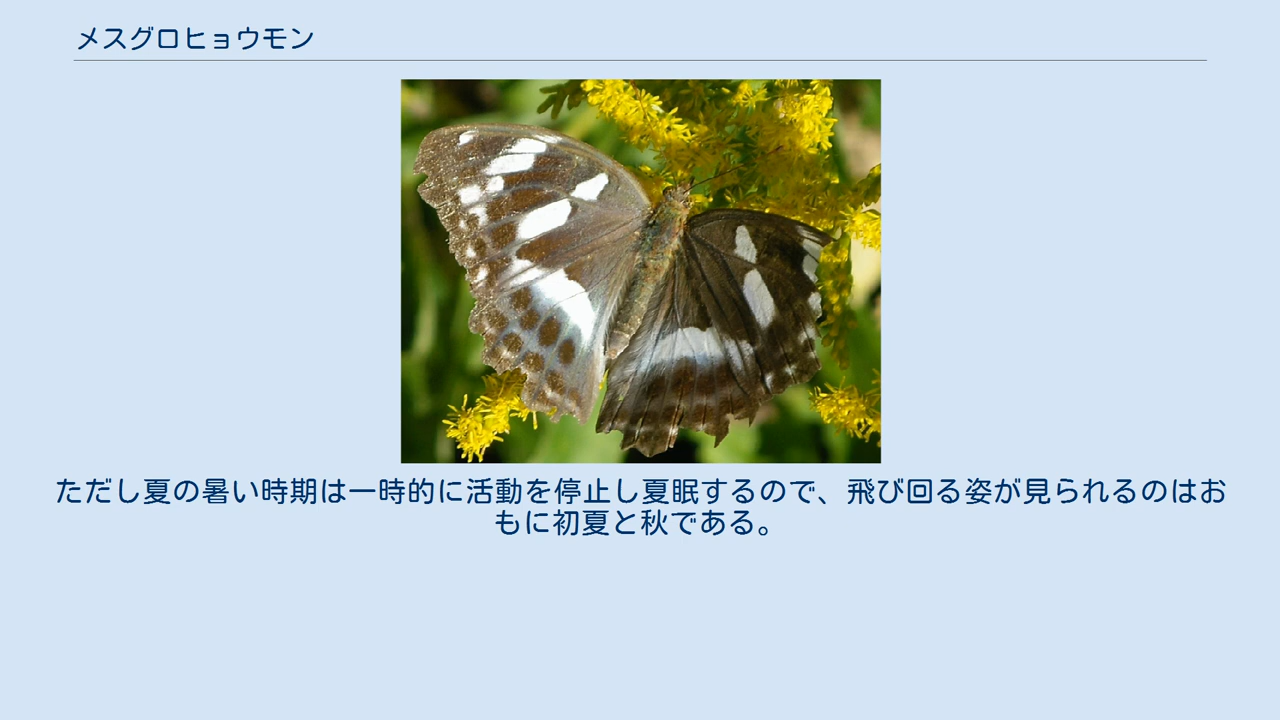 メスグロヒョウモン
ただし夏の暑い時期は一時的に活動を停止し夏眠するので、飛び回る姿が見られるのはお
もに初夏と秋である。